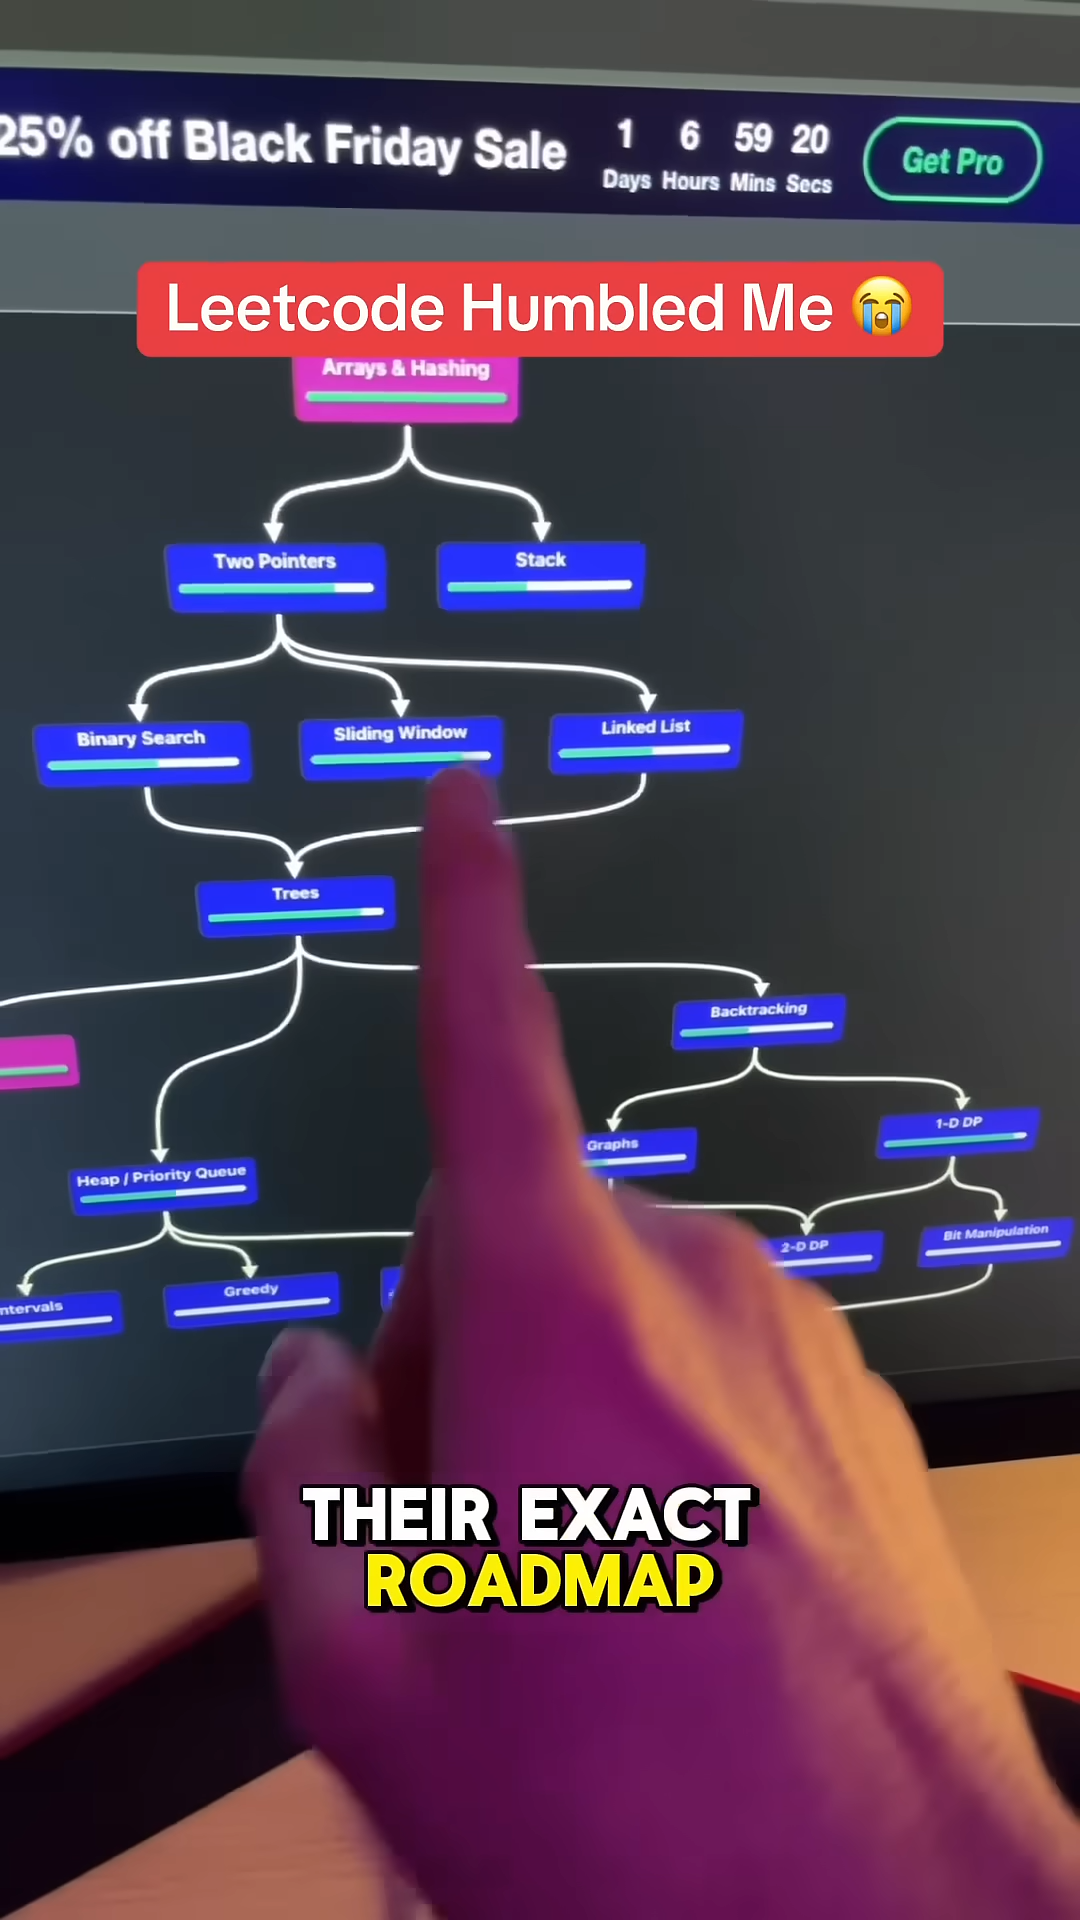 25% off Black Friday Sale
1 6 59 20
Days Hours Mins Secs
Get Pro
Leetcode Humbled Me 😭
Arrays & Hashing
Two Pointers
Stack
Binary Search
Sliding Window
Linked List
Trees
Backtracking
Graphs
1-D DP
Heap / Priority Queue
2-D DP
Bit Manipulation
ntervals
Greedy
THEIR EXACT
ROADMAP